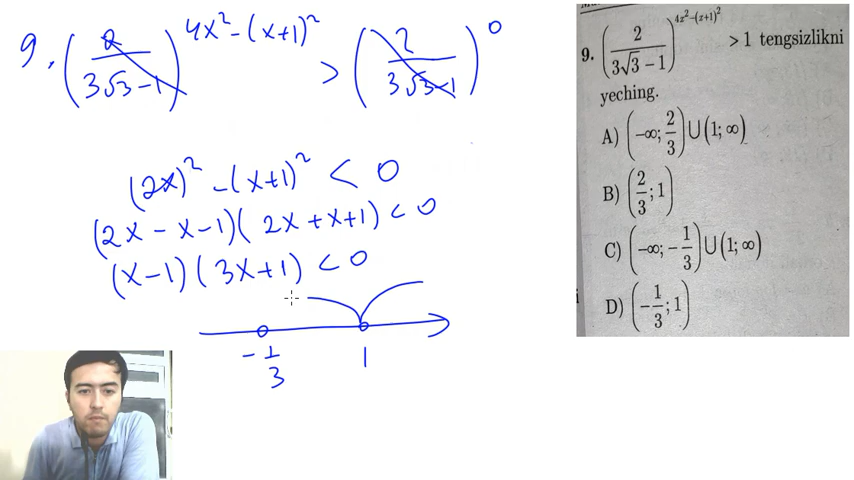 9. (2/(3√3-1))^(4x²-(x+1)²) > (2/(3√3-1))^0
(2x)² - (x+1)² < 0
(2x - x - 1)(2x + x + 1) < 0
(x-1)(3x+1) < 0
-1/3 1
9. (2/(3√3-1))^(4x²-(x+1)²) > 1 tengsizlikni
yeching.
A) (-∞; 2/3)∪(1; ∞)
B) (2/3; 1)
C) (-∞; -1/3)∪(1; ∞)
D) (-1/3; 1)